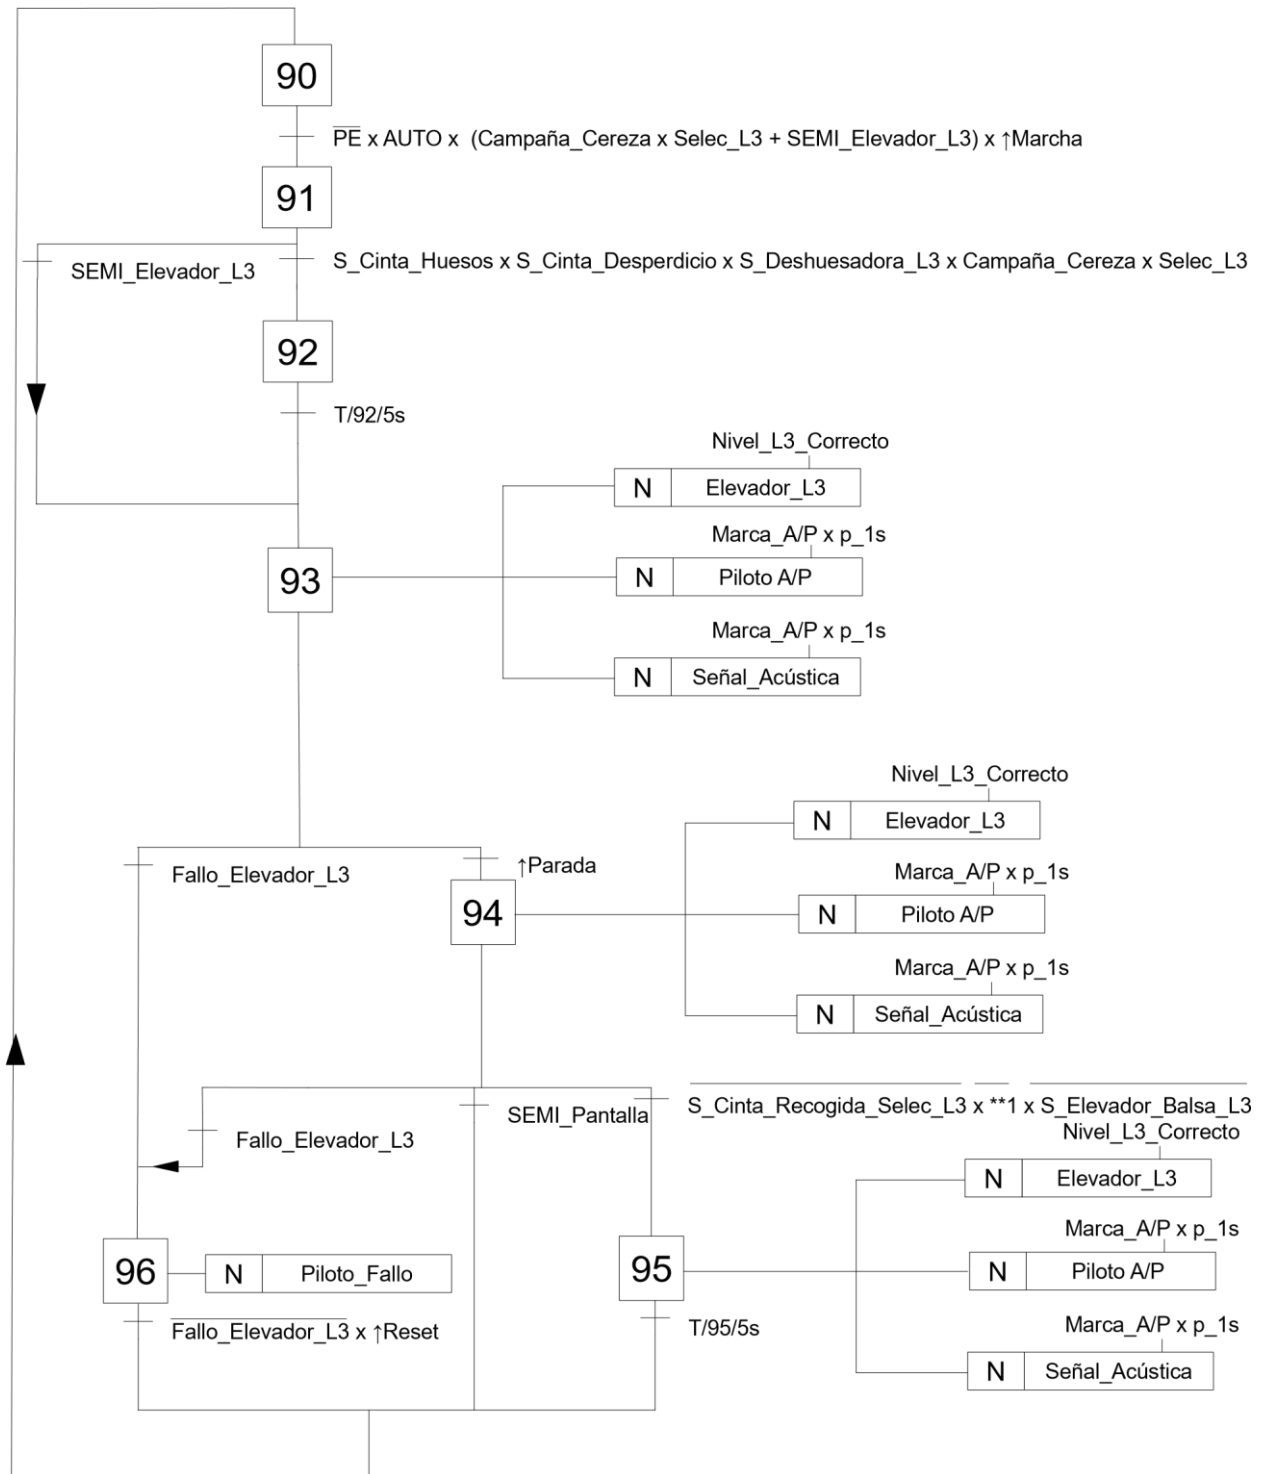 90
P̅E̅ x AUTO x (Campaña_Cereza x Selec_L3 + SEMI_Elevador_L3) x ↑Marcha
91
SEMI_Elevador_L3
S_Cinta_Huesos x S_Cinta_Desperdicio x S_Deshuesadora_L3 x Campaña_Cereza x Selec_L3
92
T/92/5s
Nivel_L3_Correcto
N Elevador_L3
Marca_A/P x p_1s
93
N Piloto A/P
Marca_A/P x p_1s
N Señal_Acústica
Nivel_L3_Correcto
N Elevador_L3
Fallo_Elevador_L3
↑Parada
Marca_A/P x p_1s
94
N Piloto A/P
Marca_A/P x p_1s
N Señal_Acústica
SEMI_Pantalla
S_Cinta_Recogida_Selec_L3 x **1 x S_Elevador_Balsa_L3
Fallo_Elevador_L3
Nivel_L3_Correcto
N Elevador_L3
Marca_A/P x p_1s
96
N Piloto_Fallo
95
N Piloto A/P
Fallo_Elevador_L3 x ↑Reset
T/95/5s
Marca_A/P x p_1s
N Señal_Acústica